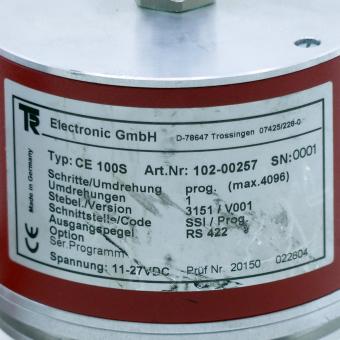 TR
Electronic GmbH D-78647 Trossingen 07425/228-0
Made in Germany
Typ: CE 100S Art.Nr: 102-00257 SN:0001
Schritte/Umdrehung prog. (max.4096)
Umdrehungen 1
Stebel./Version 3151 / V001
Schnittstelle/Code SSI / Prog.
Ausgangspegel RS 422
Option
Ser.Programm
Spannung: 11-27VDC Prüf Nr. 20150 022604
CE